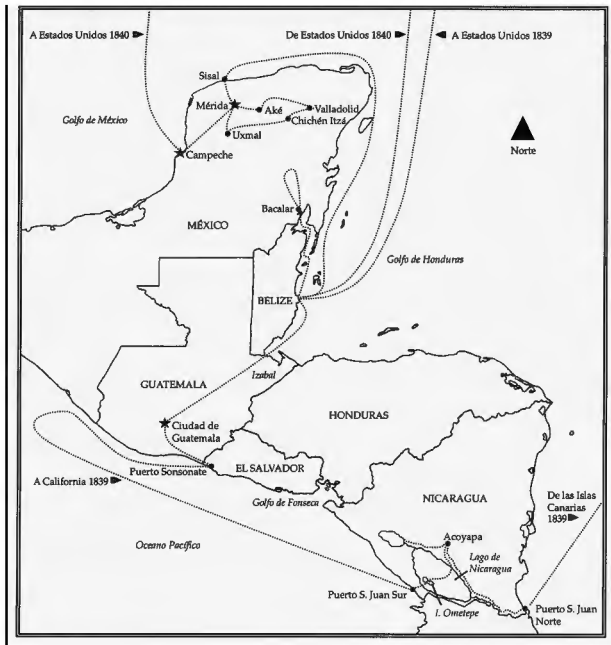 A Estados Unidos 1840
De Estados Unidos 1840
A Estados Unidos 1839
Sisal
Mérida
Aké
Valladolid
Chichén Itzá
Uxmal
Golfo de México
Campeche
Norte
Bacalar
MÉXICO
Golfo de Honduras
BELIZE
Izabal
GUATEMALA
HONDURAS
Ciudad de
Guatemala
Puerto Sonsonate
EL SALVADOR
A California 1839
Golfo de Fonseca
NICARAGUA
De las Islas
Canarias
1839
Acoyapa
Oceano Pacífico
Lago de
Nicaragua
Puerto S. Juan Sur
I. Ometepe
Puerto S. Juan
Norte